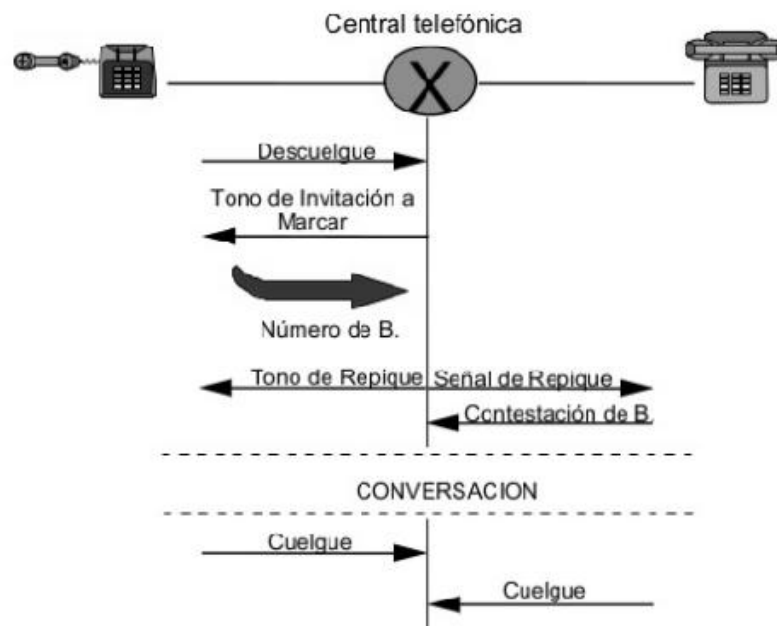 Central telefónica
X
Descuelgue
Tono de Invitación a
Marcar
Número de B.
Tono de Repique Señal de Repique
Contestación de B.
CONVERSACION
Cuelgue
Cuelgue